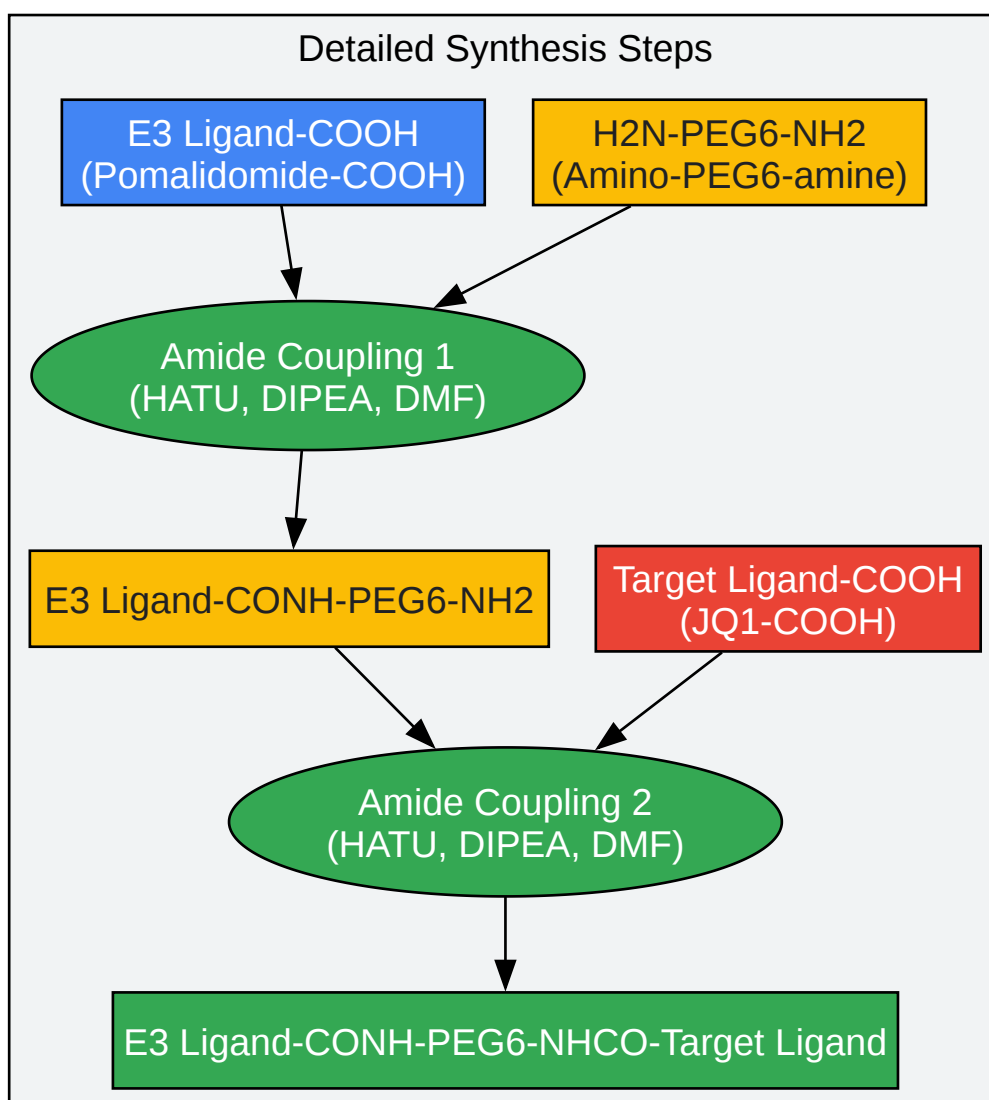 Detailed Synthesis Steps
E3 Ligand-COOH
(Pomalidomide-COOH)
H2N-PEG6-NH2
(Amino-PEG6-amine)
Amide Coupling 1
(HATU, DIPEA, DMF)
E3 Ligand-CONH-PEG6-NH2
Target Ligand-COOH
(JQ1-COOH)
Amide Coupling 2
(HATU, DIPEA, DMF)
E3 Ligand-CONH-PEG6-NHCO-Target Ligand